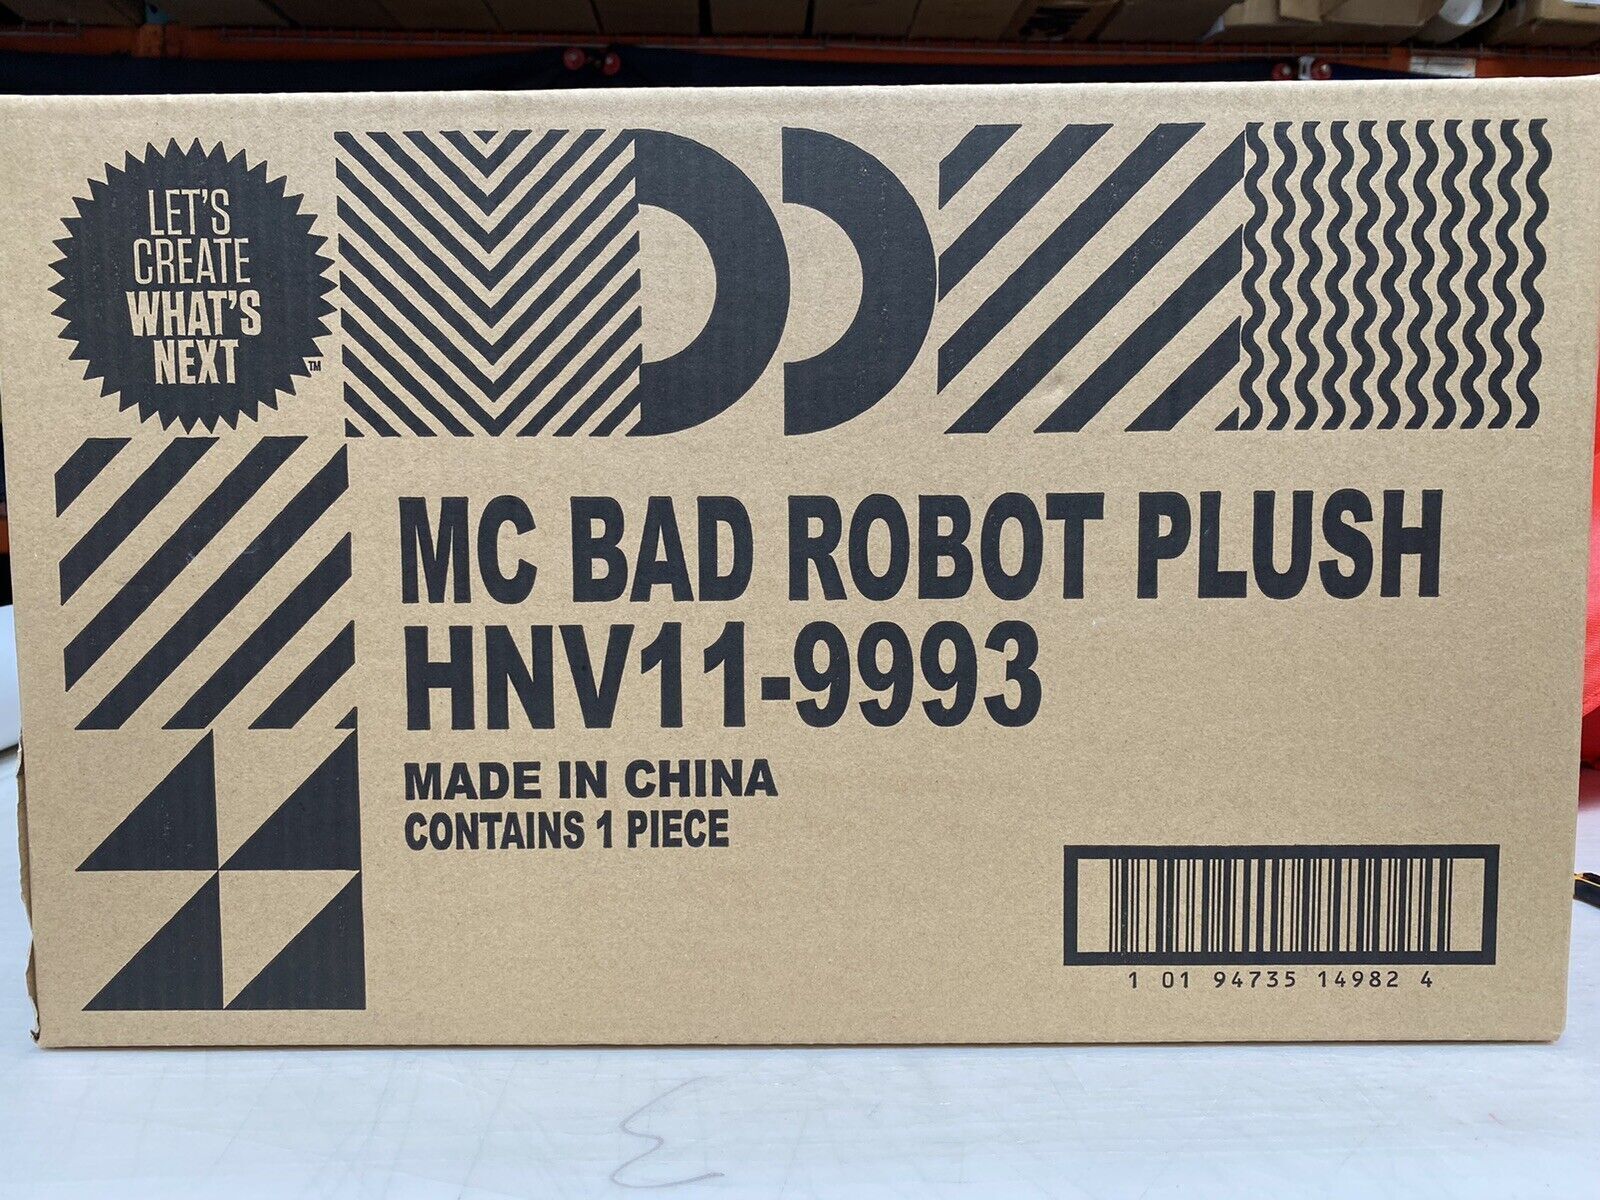 LET'S
CREATE
WHAT'S
NEXT
TM
MC BAD ROBOT PLUSH
HNV11-9993
MADE IN CHINA
CONTAINS 1 PIECE
1 01 94735 14982 4